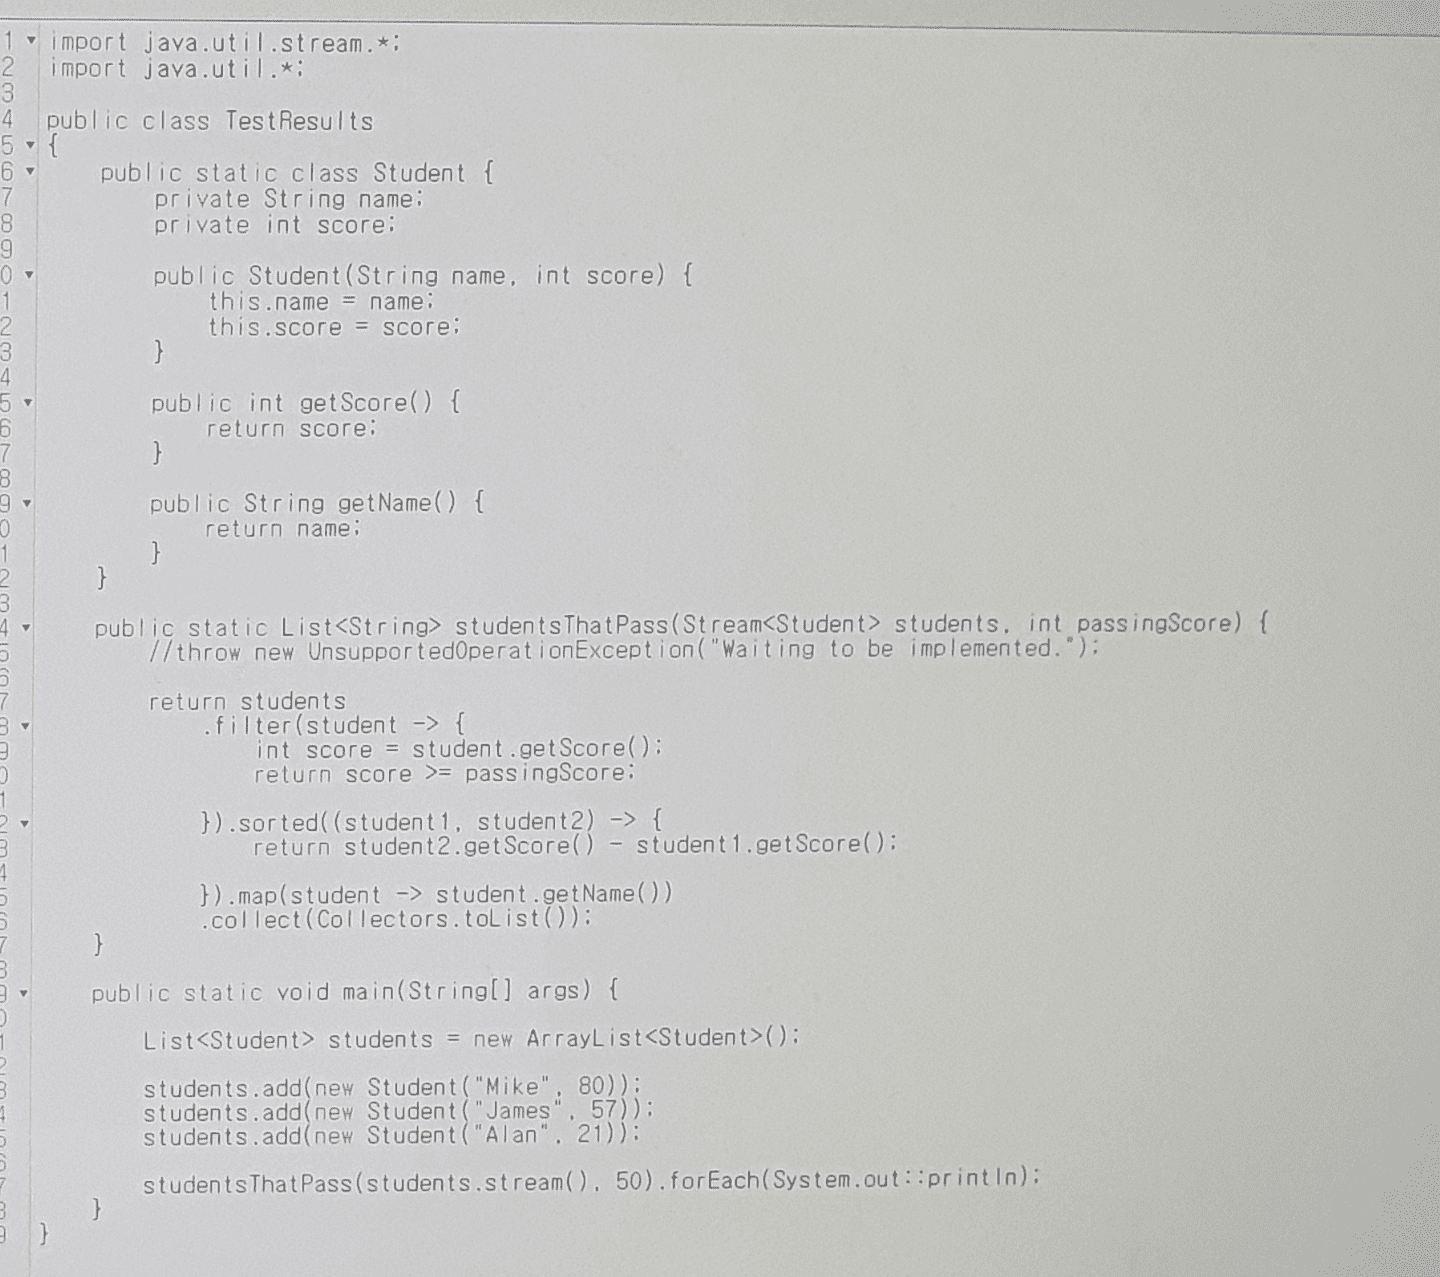 1 import java.util.stream.*;
2 import java.util.*;
3
4 public class TestResults
5 {
6 public static class Student {
7 private String name;
8 private int score;
9
0 public Student(String name, int score) {
1 this.name = name;
2 this.score = score;
3 }
4
5 public int getScore() {
6 return score;
7 }
8
9 public String getName() {
0 return name;
1 }
2 }
3
4 public static List<String> studentsThatPass(Stream<Student> students, int passingScore) {
5 //throw new UnsupportedOperationException("Waiting to be implemented.");
6
7 return students
8 .filter(student -> {
9 int score = student.getScore();
0 return score >= passingScore;
1
2 }).sorted((student1, student2) -> {
3 return student2.getScore() - student1.getScore();
4
5 }).map(student -> student.getName())
6 .collect(Collectors.toList());
7 }
8
9 public static void main(String[] args) {
0
1 List<Student> students = new ArrayList<Student>();
2
3 students.add(new Student("Mike", 80));
4 students.add(new Student("James", 57));
5 students.add(new Student("Alan", 21));
6
7 studentsThatPass(students.stream(), 50).forEach(System.out::println);
8 }
9 }